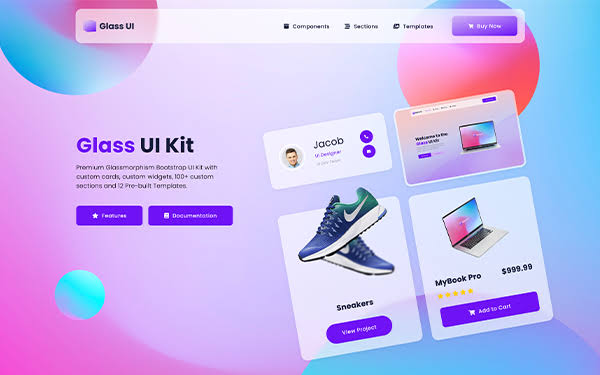 Glass UI
Components
Sections
Templates
Buy Now
Glass UI Kit
Premium Glassmorphism Bootstrap UI Kit with
custom cards, custom widgets, 100+ custom
sections and 12 Pre-built Templates.
Features
Documentation
Jacob
UI Designer
Welcome to the
Glass UI Kit
Sneakers
View Project
MyBook Pro
$999.99
Add to Cart